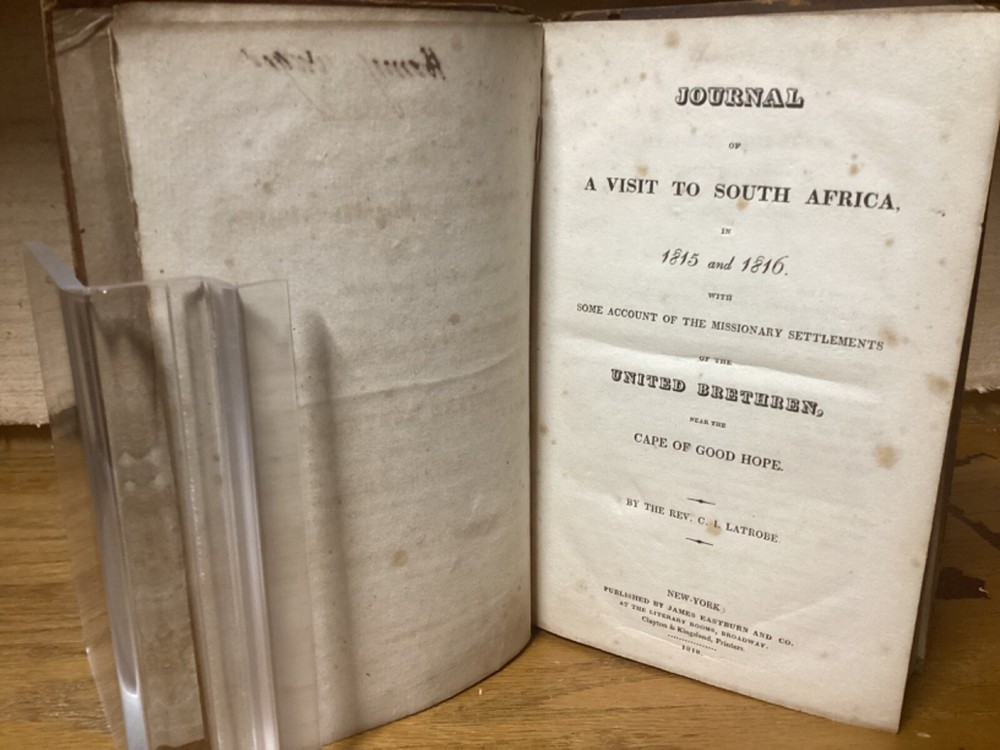 JOURNAL
OF
A VISIT TO SOUTH AFRICA,
IN
1815 and 1816.
WITH
SOME ACCOUNT OF THE MISSIONARY SETTLEMENTS
OF THE
UNITED BRETHREN,
NEAR THE
CAPE OF GOOD HOPE.
BY THE REV. C. I. LATROBE.
NEW-YORK:
PUBLISHED BY JAMES EASTBURN AND CO.
AT THE LITERARY ROOMS, BROADWAY.
Clayton & Kingsland, Printers.
1818.